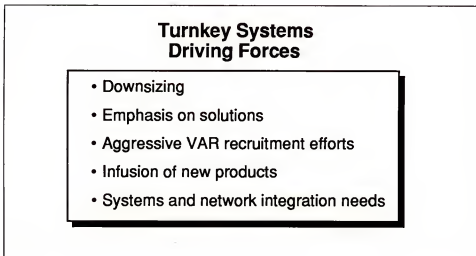 Turnkey Systems
Driving Forces
• Downsizing
• Emphasis on solutions
• Aggressive VAR recruitment efforts
• Infusion of new products
• Systems and network integration needs